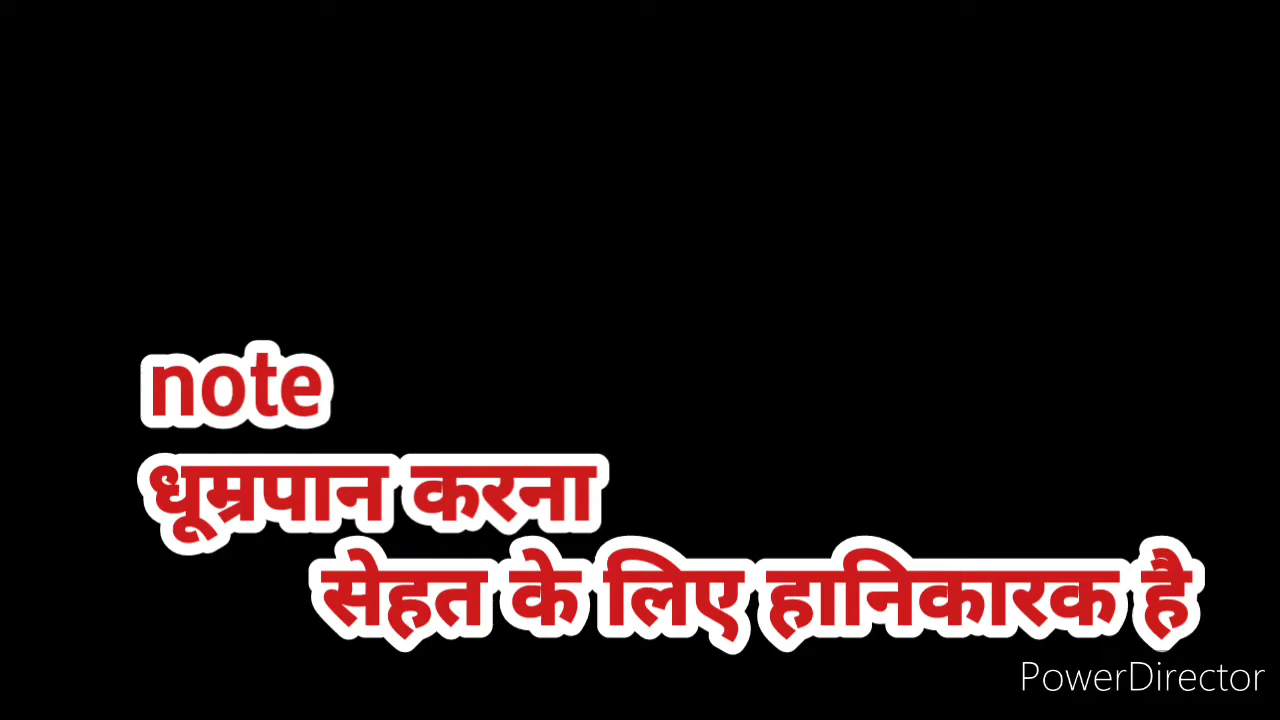 note
धूम्रपान करना
सेहत के लिए हानिकारक है
PowerDirector